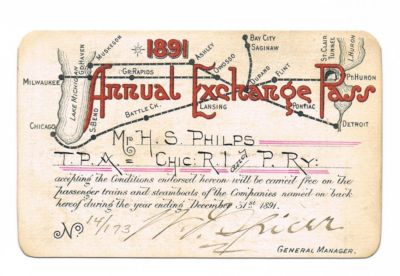 1891
Annual Exchange Pass
MUSKEGON
GD. HAVEN
MILWAUKEE
LAKE MICHIGAN
GR. RAPIDS
ASHLEY
OWOSSO
BAY CITY
SAGINAW
DURAND
FLINT
ST. CLAIR
TUNNEL
L. HURON
PT. HURON
CHICAGO
S. BEND
BATTLE CK.
LANSING
PONTIAC
DETROIT
Mr. H. S. PHILPS
T. P. A. = CHIC: R. I. & P. RY:
accepting the Conditions endorsed hereon will be carried free on the
passenger trains and steamboats of the Companies named on back
hereof during the year ending December 31st 1891.
No 14/173
GENERAL MANAGER.